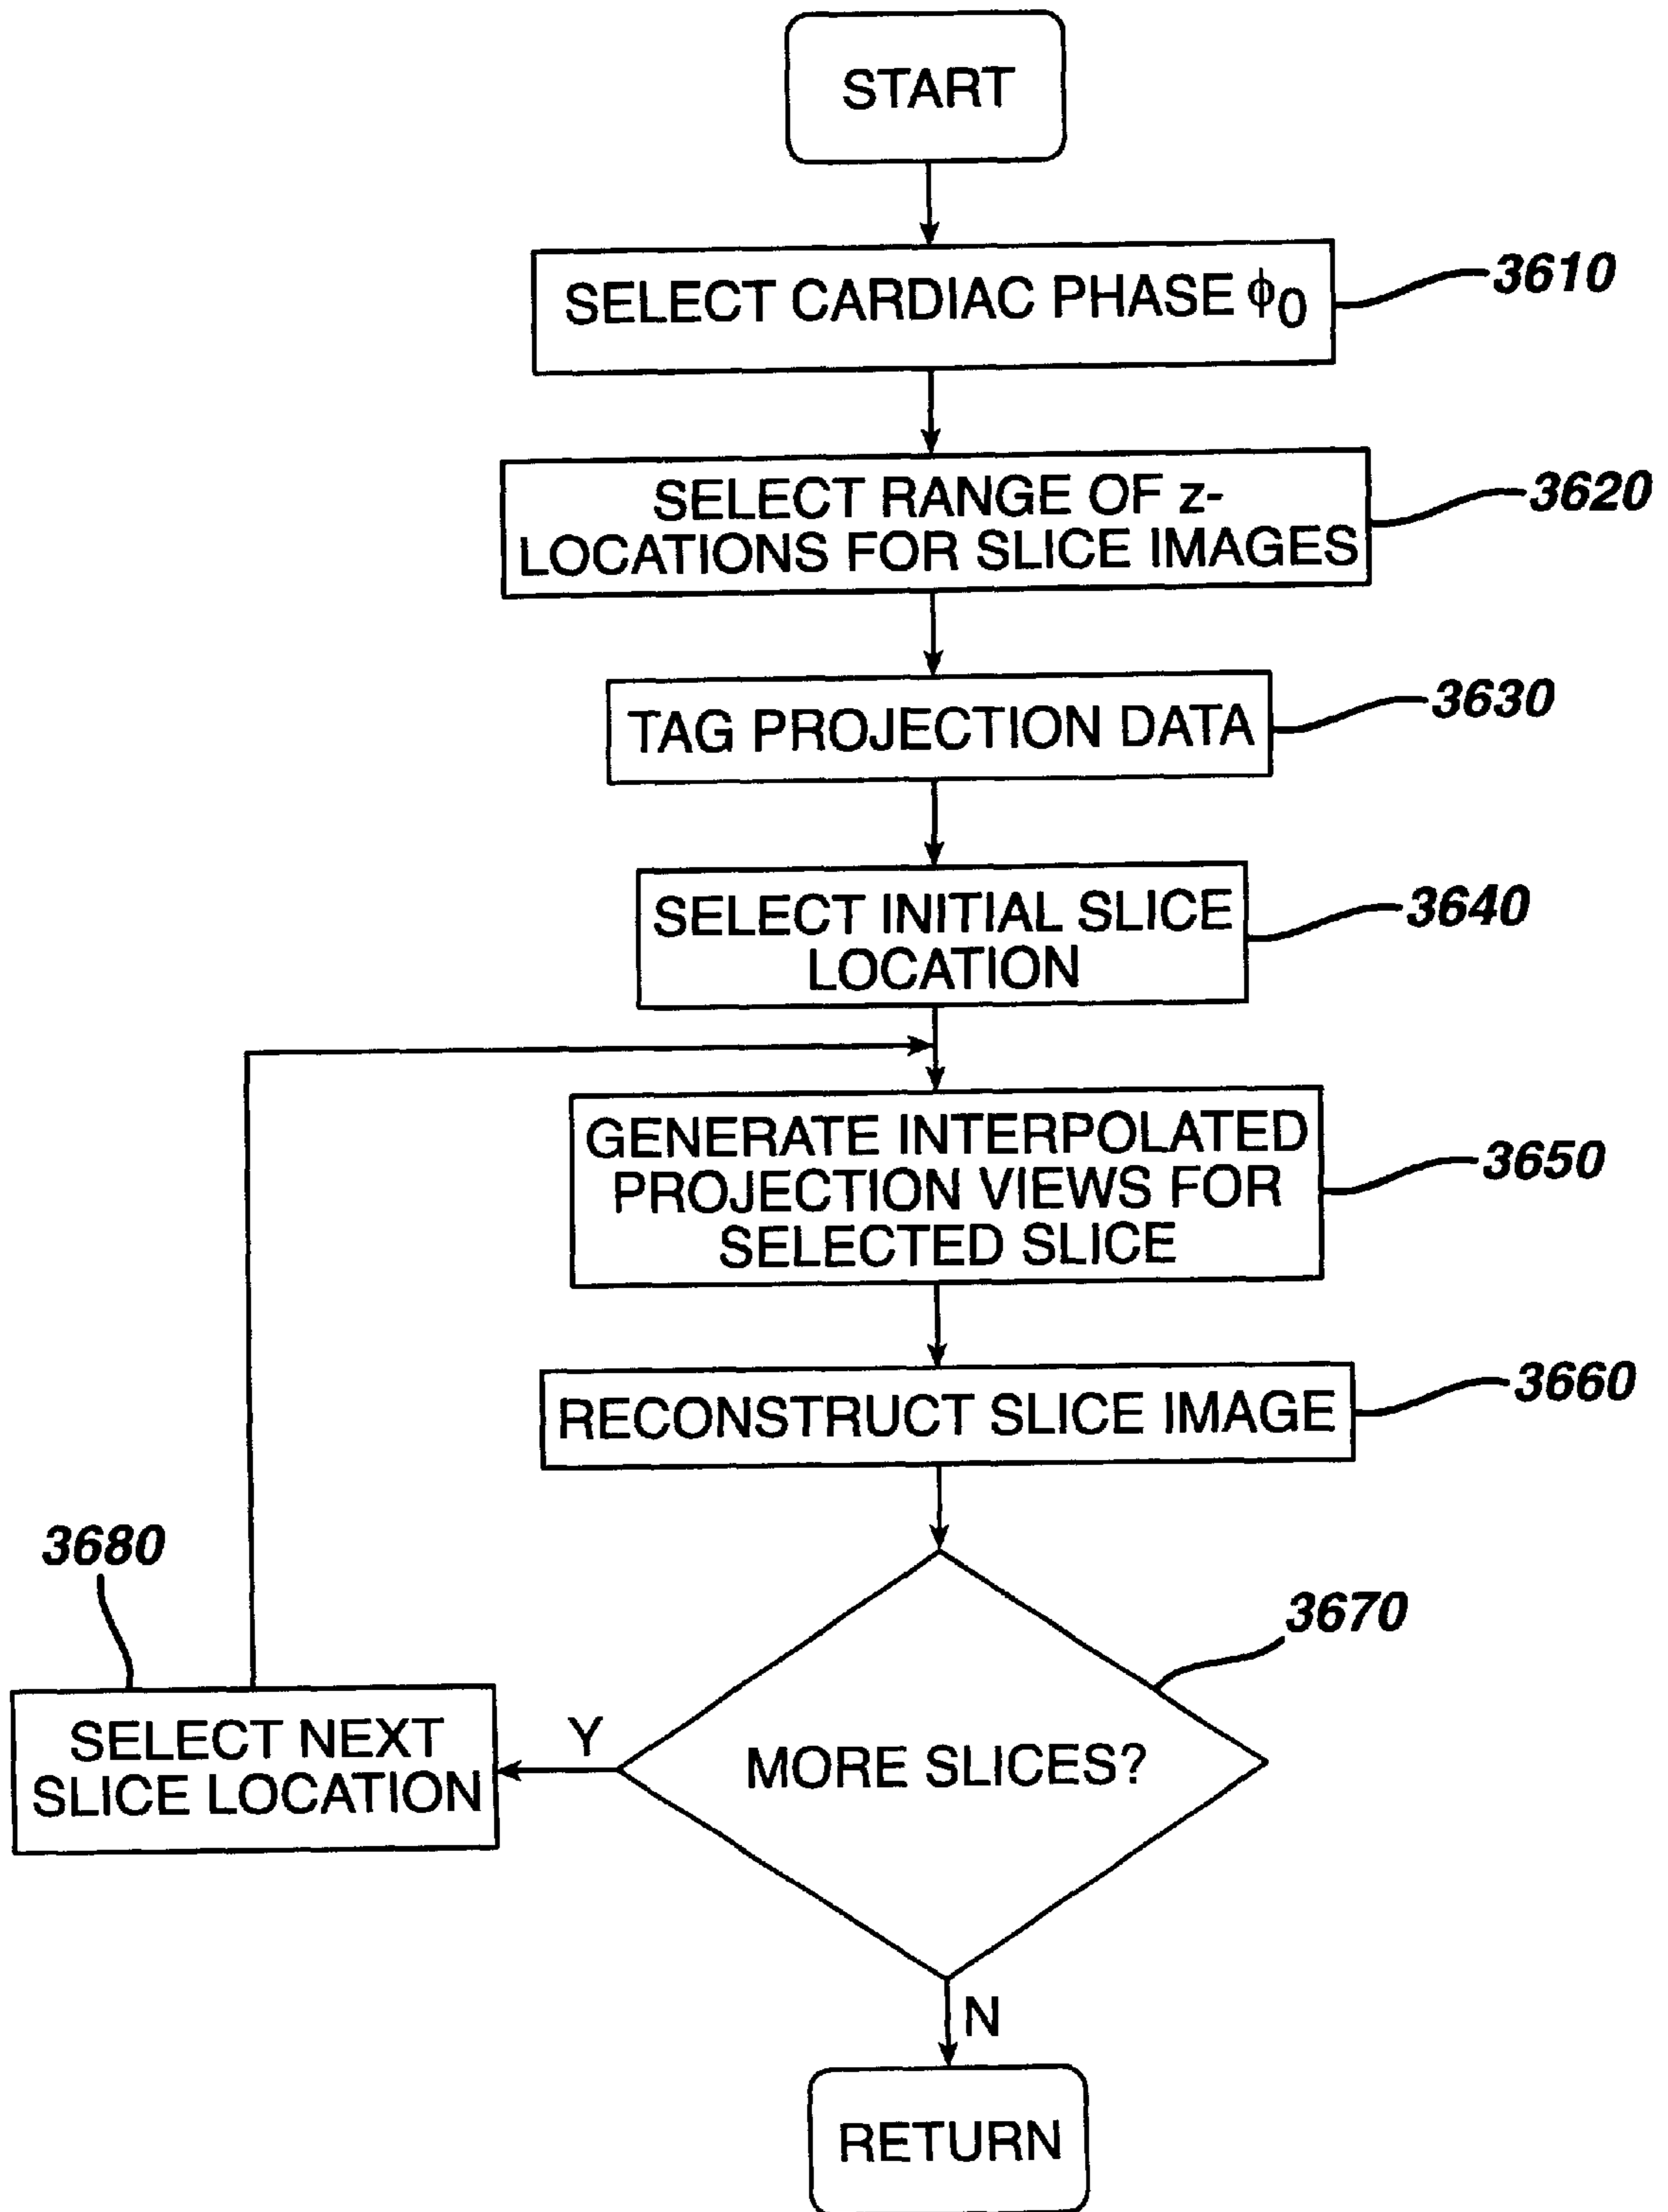 START
SELECT CARDIAC PHASE ϕ0
3610
SELECT RANGE OF z-
LOCATIONS FOR SLICE IMAGES
3620
TAG PROJECTION DATA
3630
SELECT INITIAL SLICE
LOCATION
3640
GENERATE INTERPOLATED
PROJECTION VIEWS FOR
SELECTED SLICE
3650
RECONSTRUCT SLICE IMAGE
3660
3680
3670
SELECT NEXT
SLICE LOCATION
Y
MORE SLICES?
N
RETURN